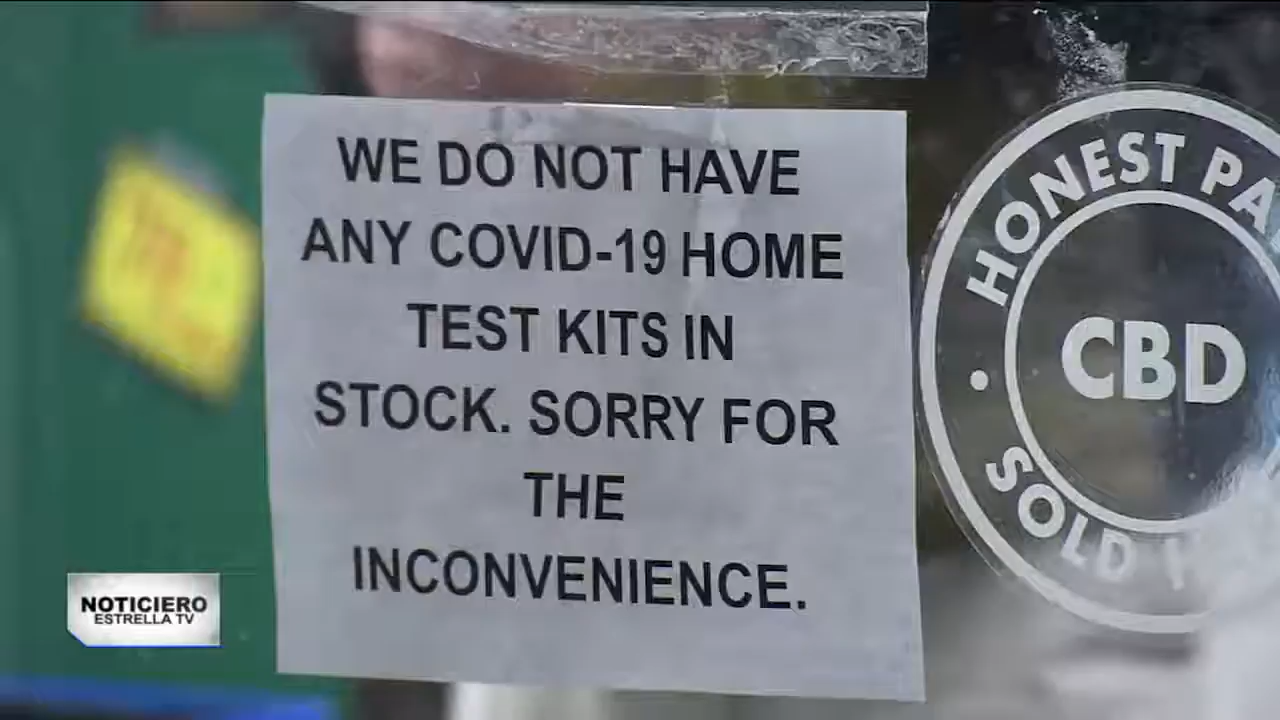 WE DO NOT HAVE
ANY COVID-19 HOME
TEST KITS IN
STOCK. SORRY FOR
THE
INCONVENIENCE.
HONEST
CBD
SOLD
NOTICIERO
ESTRELLA TV